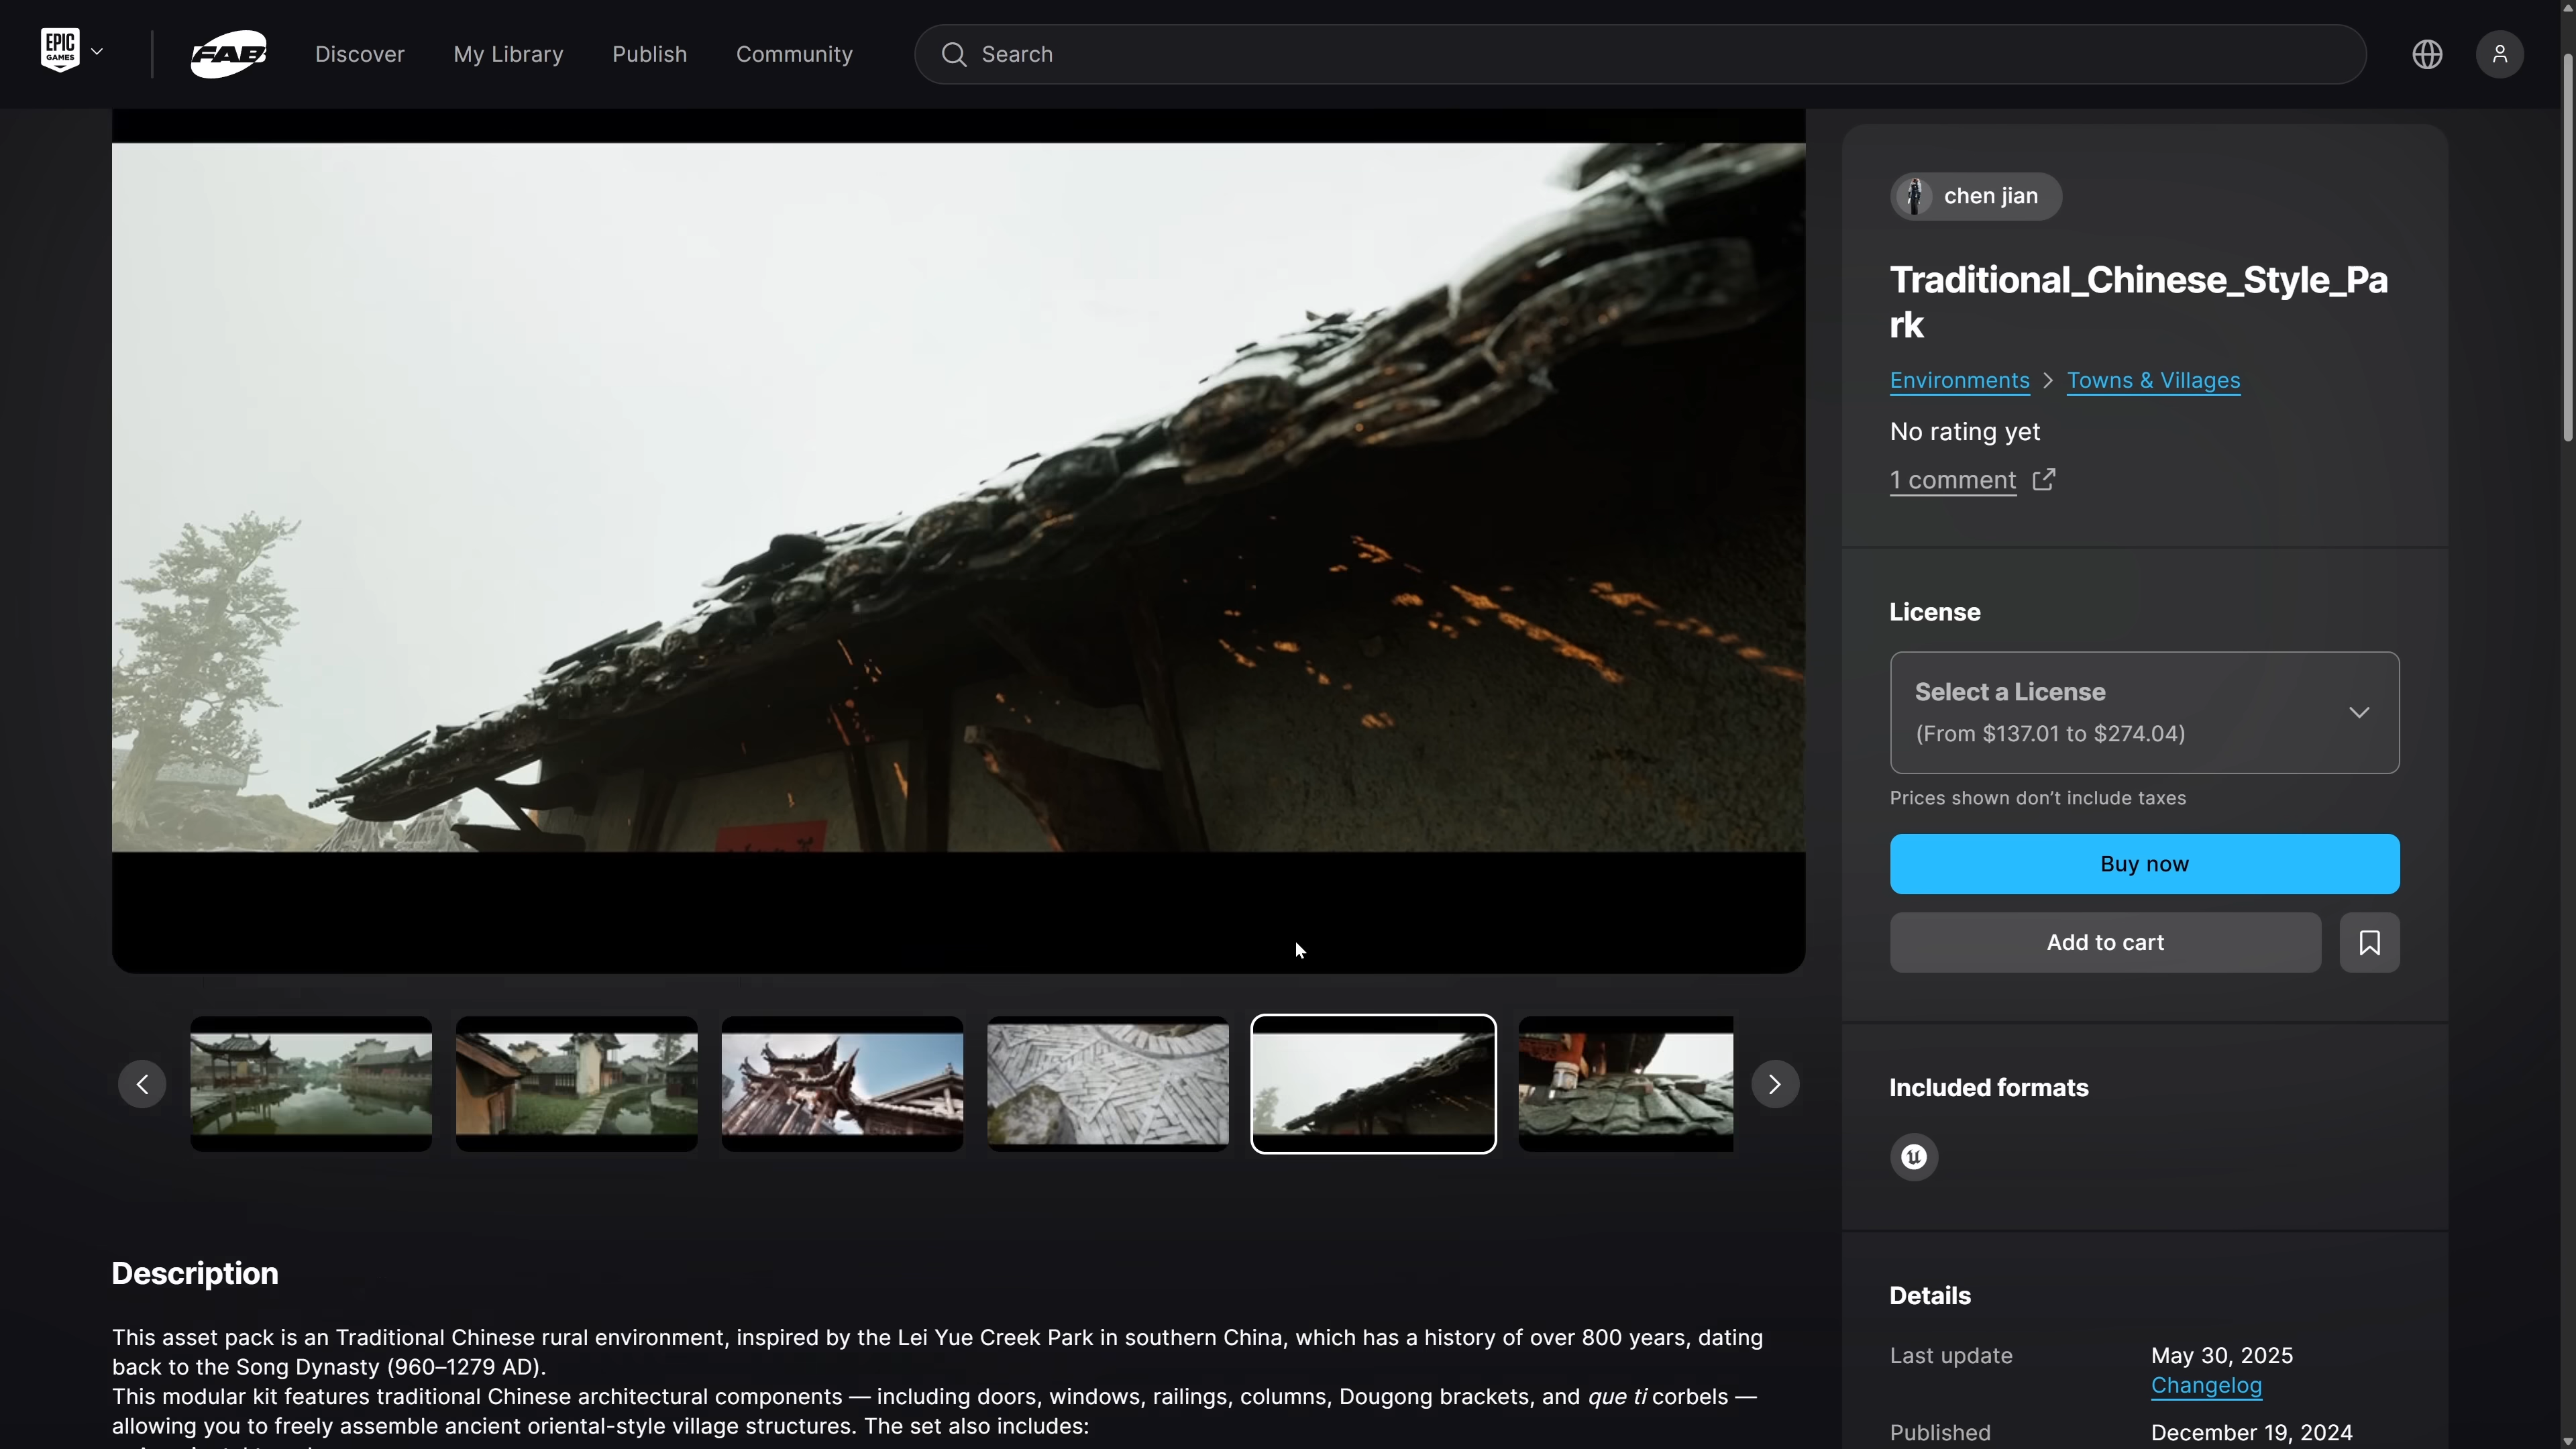 EPIC
GAMES
FAB
Discover
My Library
Publish
Community
Search
chen jian
Traditional_Chinese_Style_Pa
rk
Environments > Towns & Villages
No rating yet
1 comment
License
Select a License
(From $137.01 to $274.04)
Prices shown don’t include taxes
Buy now
Add to cart
Included formats
Details
Last update
May 30, 2025
Changelog
Published
December 19, 2024
Description
This asset pack is an Traditional Chinese rural environment, inspired by the Lei Yue Creek Park in southern China, which has a history of over 800 years, dating
back to the Song Dynasty (960–1279 AD).
This modular kit features traditional Chinese architectural components — including doors, windows, railings, columns, Dougong brackets, and que ti corbels —
allowing you to freely assemble ancient oriental-style village structures. The set also includes: